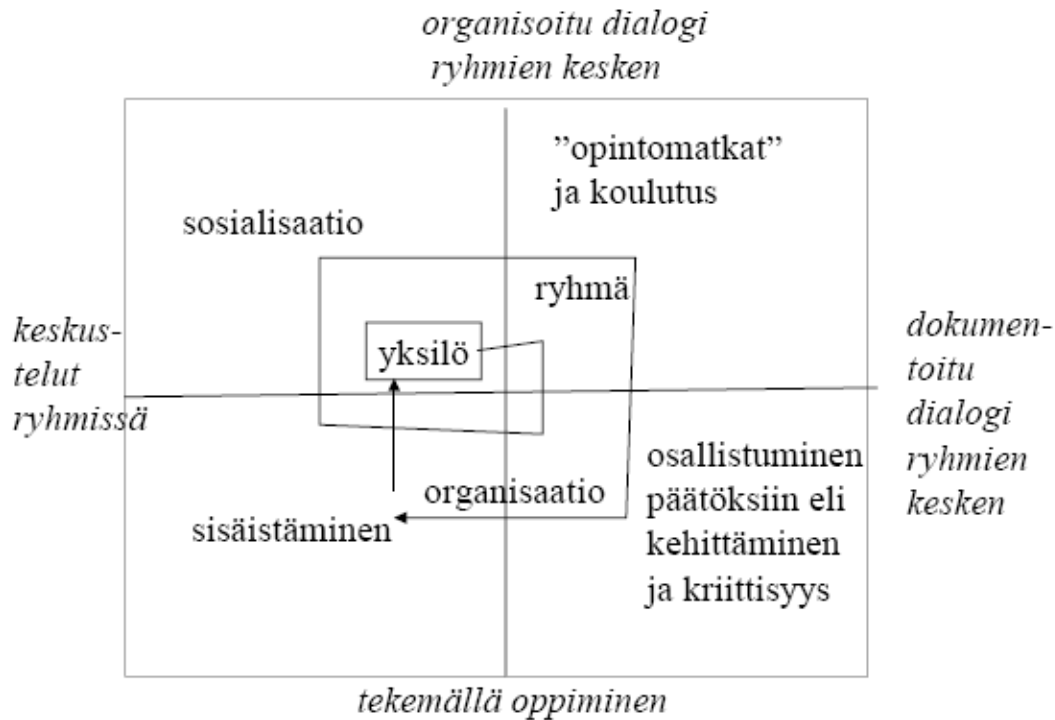 organisoitu dialogi
ryhmien kesken
”opintomatkat”
ja koulutus
sosialisaatio
ryhmä
keskus-
telut
ryhmissä
yksilö
dokumen-
toitu
dialogi
ryhmien
kesken
osallistuminen
päätöksiin eli
kehittäminen
ja kriittisyys
organisaatio
sisäistäminen
tekemällä oppiminen